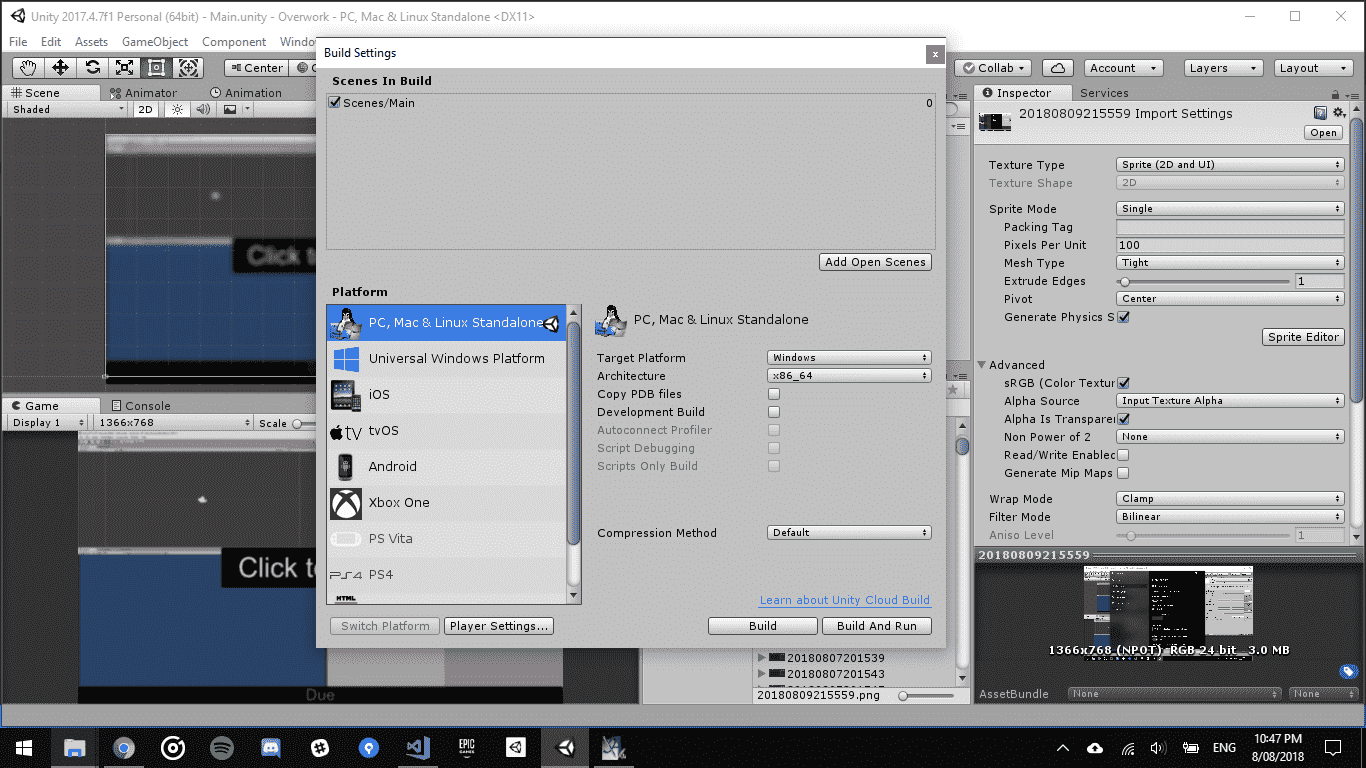 Unity 2017.4.7f1 Personal (64bit) - Main.unity - Overwork - PC, Mac & Linux Standalone <DX11>
File Edit Assets GameObject Component Windo
Center
Collab
Account
Layers
Layout
Scene
Animator
Animation
Shaded
2D
Click t
Game
Console
Display 1
1366x768
Scale
Click t
Due
Build Settings
x
Scenes In Build
Scenes/Main 0
Add Open Scenes
Platform
PC, Mac & Linux Standalone
Universal Windows Platform
iOS
tv tvOS
Android
Xbox One
PS Vita
PS4 PS4
HTML
PC, Mac & Linux Standalone
Target Platform Windows
Architecture x86_64
Copy PDB files
Development Build
Autoconnect Profiler
Script Debugging
Scripts Only Build
Compression Method Default
Learn about Unity Cloud Build
Switch Platform
Player Settings...
Build
Build And Run
20180807201539
20180807201543
20180809215559.png
Inspector
Services
20180809215559 Import Settings
Open
Texture Type Sprite (2D and UI)
Texture Shape 2D
Sprite Mode Single
Packing Tag
Pixels Per Unit 100
Mesh Type Tight
Extrude Edges 1
Pivot Center
Generate Physics S
Sprite Editor
Advanced
sRGB (Color Textur
Alpha Source Input Texture Alpha
Alpha Is Transparer
Non Power of 2 None
Read/Write Enabled
Generate Mip Maps
Wrap Mode Clamp
Filter Mode Bilinear
Aniso Level 1
20180809215559
1366x768 (NPOT) RGB 24 bit 3.0 MB
AssetBundle None None
EPIC
GAMES
ENG
10:47 PM
8/08/2018